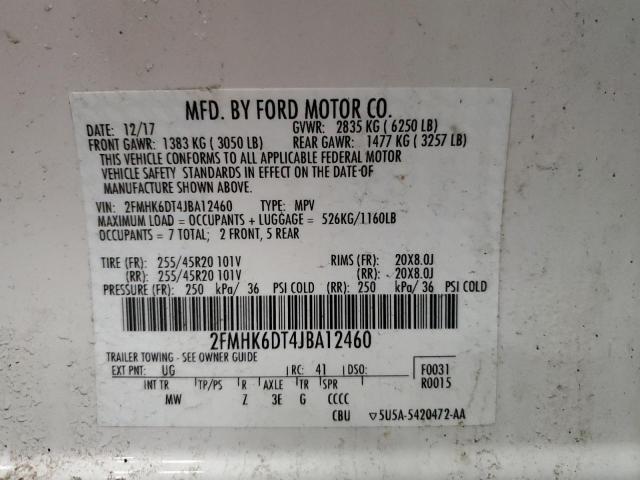 MFD. BY FORD MOTOR CO.
DATE: 12/17 GVWR: 2835 KG ( 6250 LB)
FRONT GAWR: 1383 KG ( 3050 LB) REAR GAWR: 1477 KG ( 3257 LB)
THIS VEHICLE CONFORMS TO ALL APPLICABLE FEDERAL MOTOR
VEHICLE SAFETY STANDARDS IN EFFECT ON THE DATE OF
MANUFACTURE SHOWN ABOVE.
VIN: 2FMHK6DT4JBA12460 TYPE: MPV
MAXIMUM LOAD = OCCUPANTS + LUGGAGE = 526KG/1160LB
OCCUPANTS = 7 TOTAL; 2 FRONT, 5 REAR
TIRE (FR): 255/45R20 101V RIMS (FR): 20X8.0J
(RR): 255/45R20 101V (RR): 20X8.0J
PRESSURE (FR): 250 kPa/ 36 PSI COLD (RR): 250 kPa/ 36 PSI COLD
2FMHK6DT4JBA12460
TRAILER TOWING - SEE OWNER GUIDE
EXT PNT: UG RC: 41 DSO: F0031
INT TR TP/PS R AXLE TR SPR R0015
MW Z 3E G CCCC
CBU ▽5U5A-5420472-AA